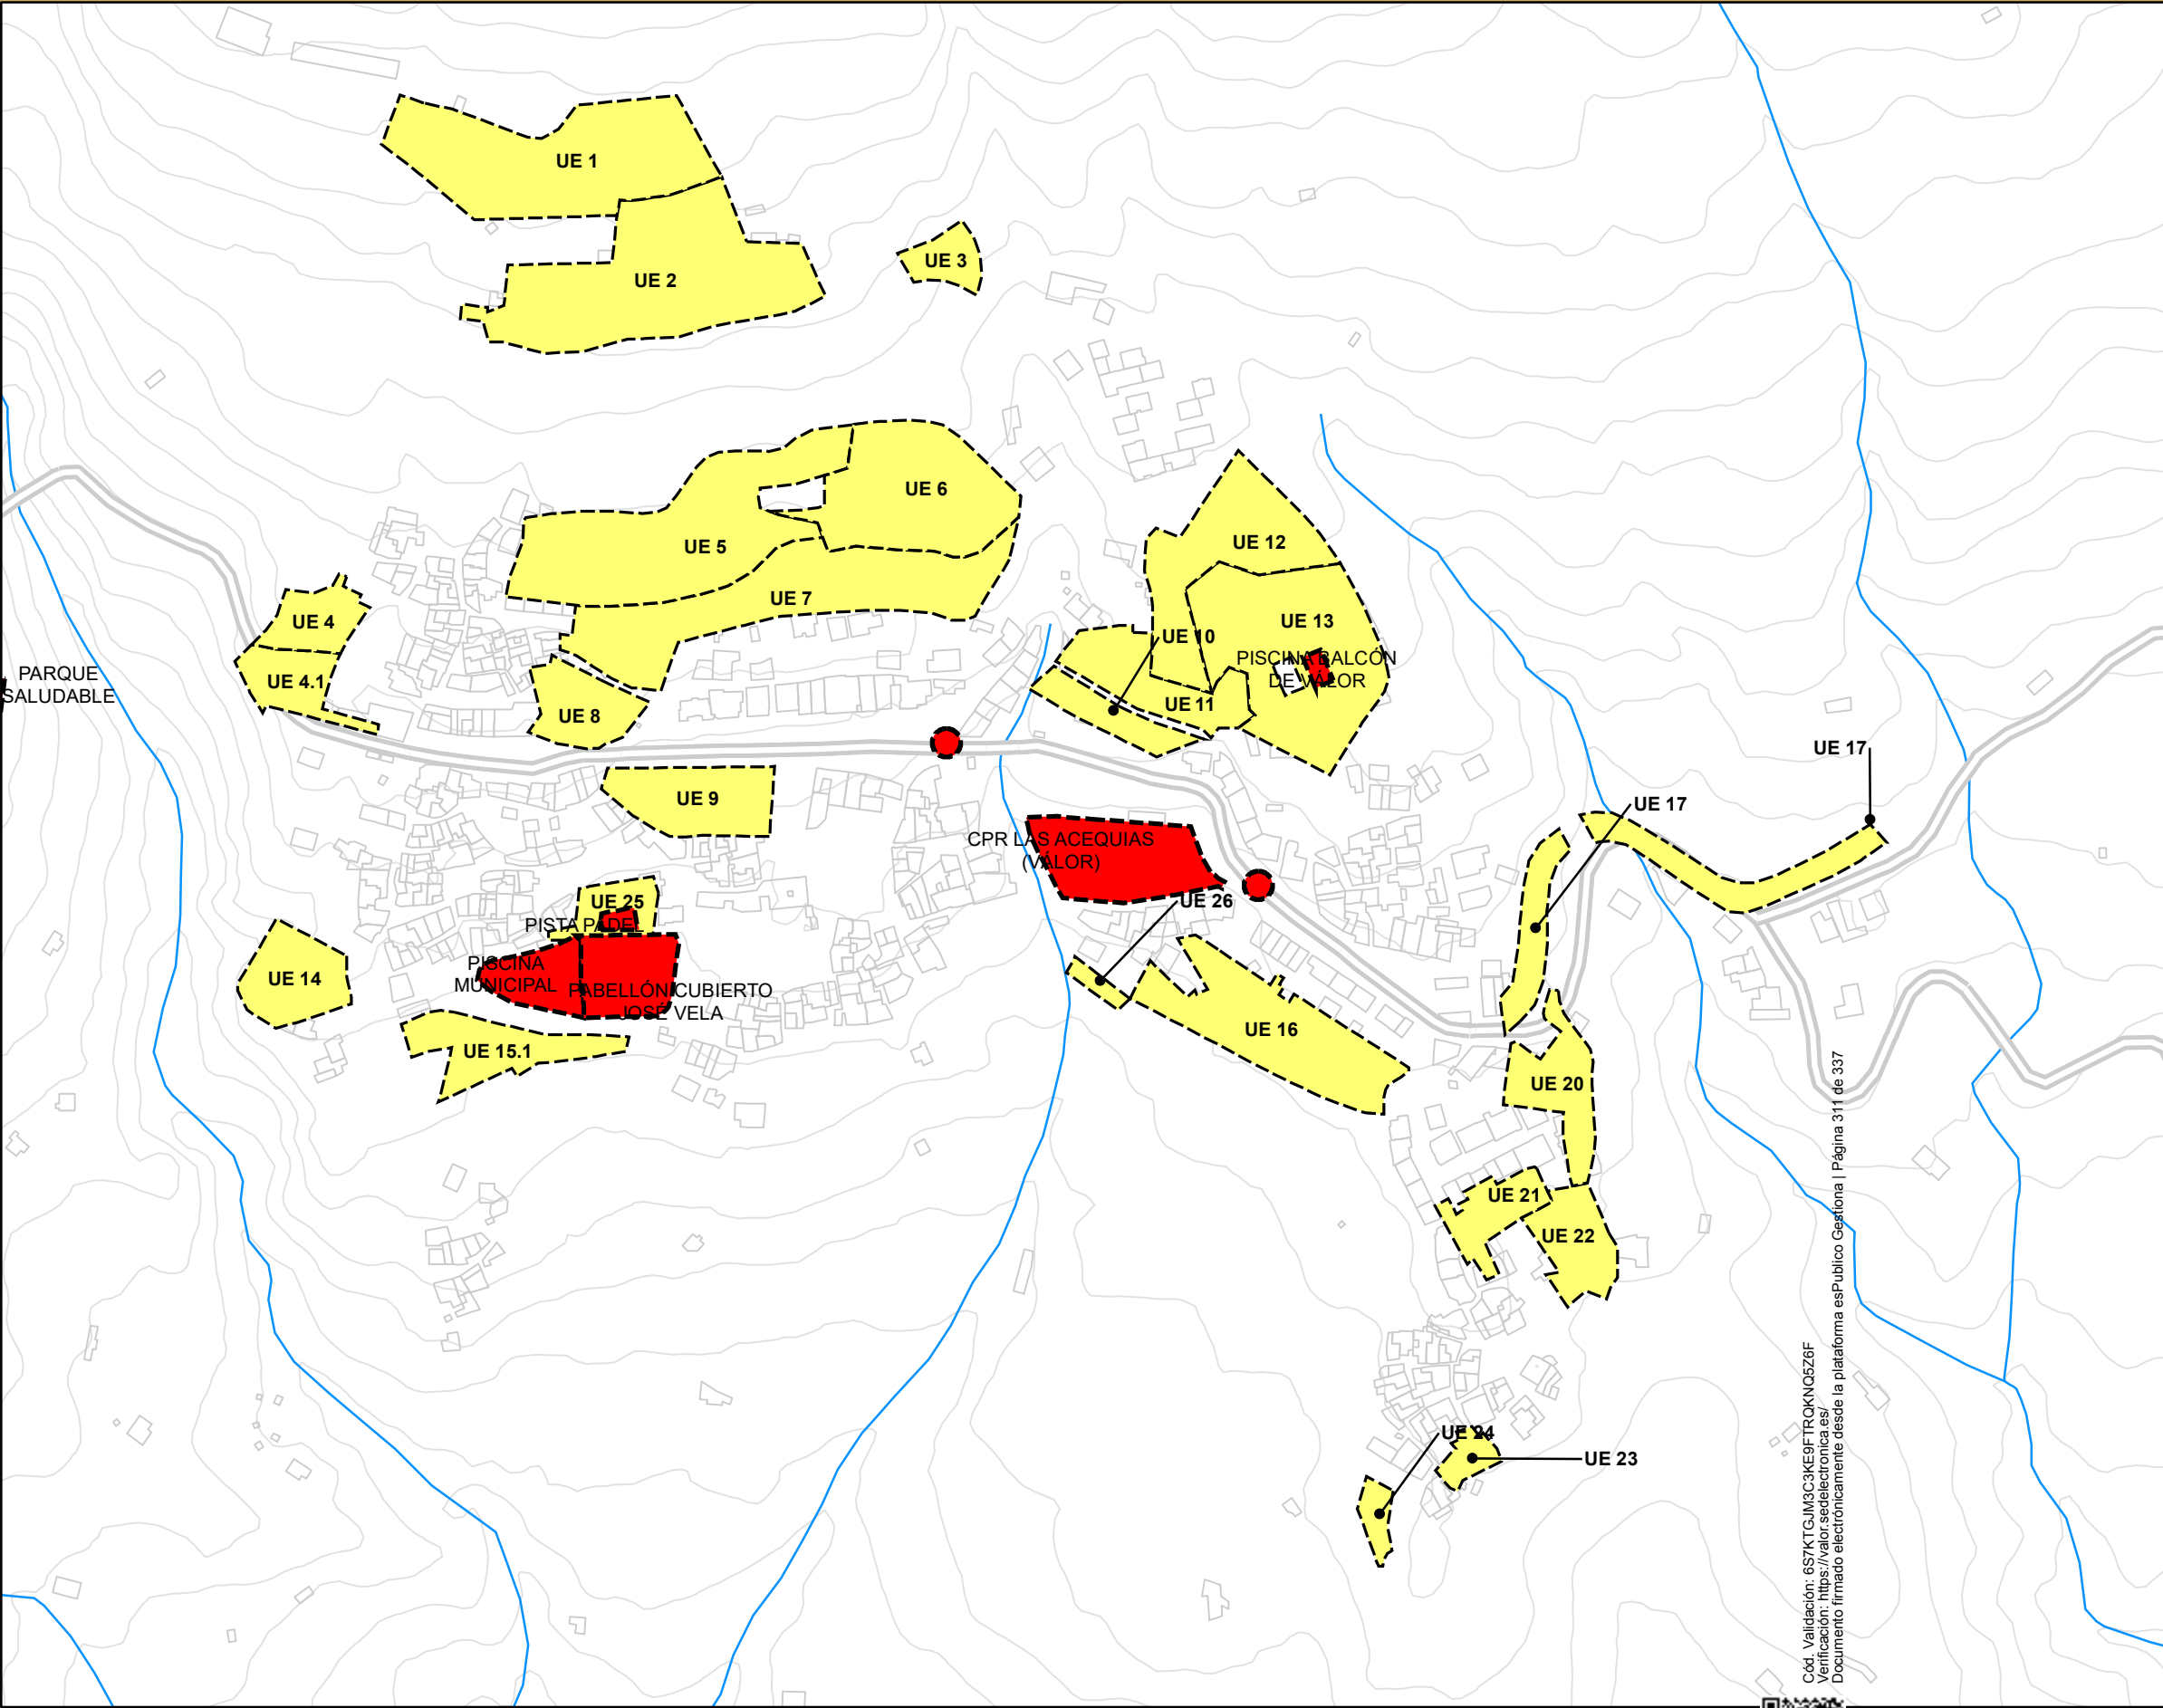 UE 1
UE 2
UE 3
UE 6
UE 5
UE 12
UE 7
UE 4
UE 13
UE 10
PISCINA BALCÓN
DE VÁLOR
PARQUE
SALUDABLE
UE 4.1
UE 11
UE 8
UE 17
UE 9
UE 17
CPR LAS ACEQUIAS
(VÁLOR)
UE 25
UE 26
PISTA PADEL
PISCINA
MUNICIPAL
UE 14
PABELLÓN CUBIERTO
JOSÉ VELA
UE 16
UE 15.1
UE 20
UE 21
UE 22
UE 24
UE 23
Cód. Validación: 6S7KTGJM3C3KE9FTRQKNQ5Z6F
Verificación: https://valor.sedelectronica.es/
Documento firmado electrónicamente desde la plataforma esPublico Gestiona | Página 311 de 337